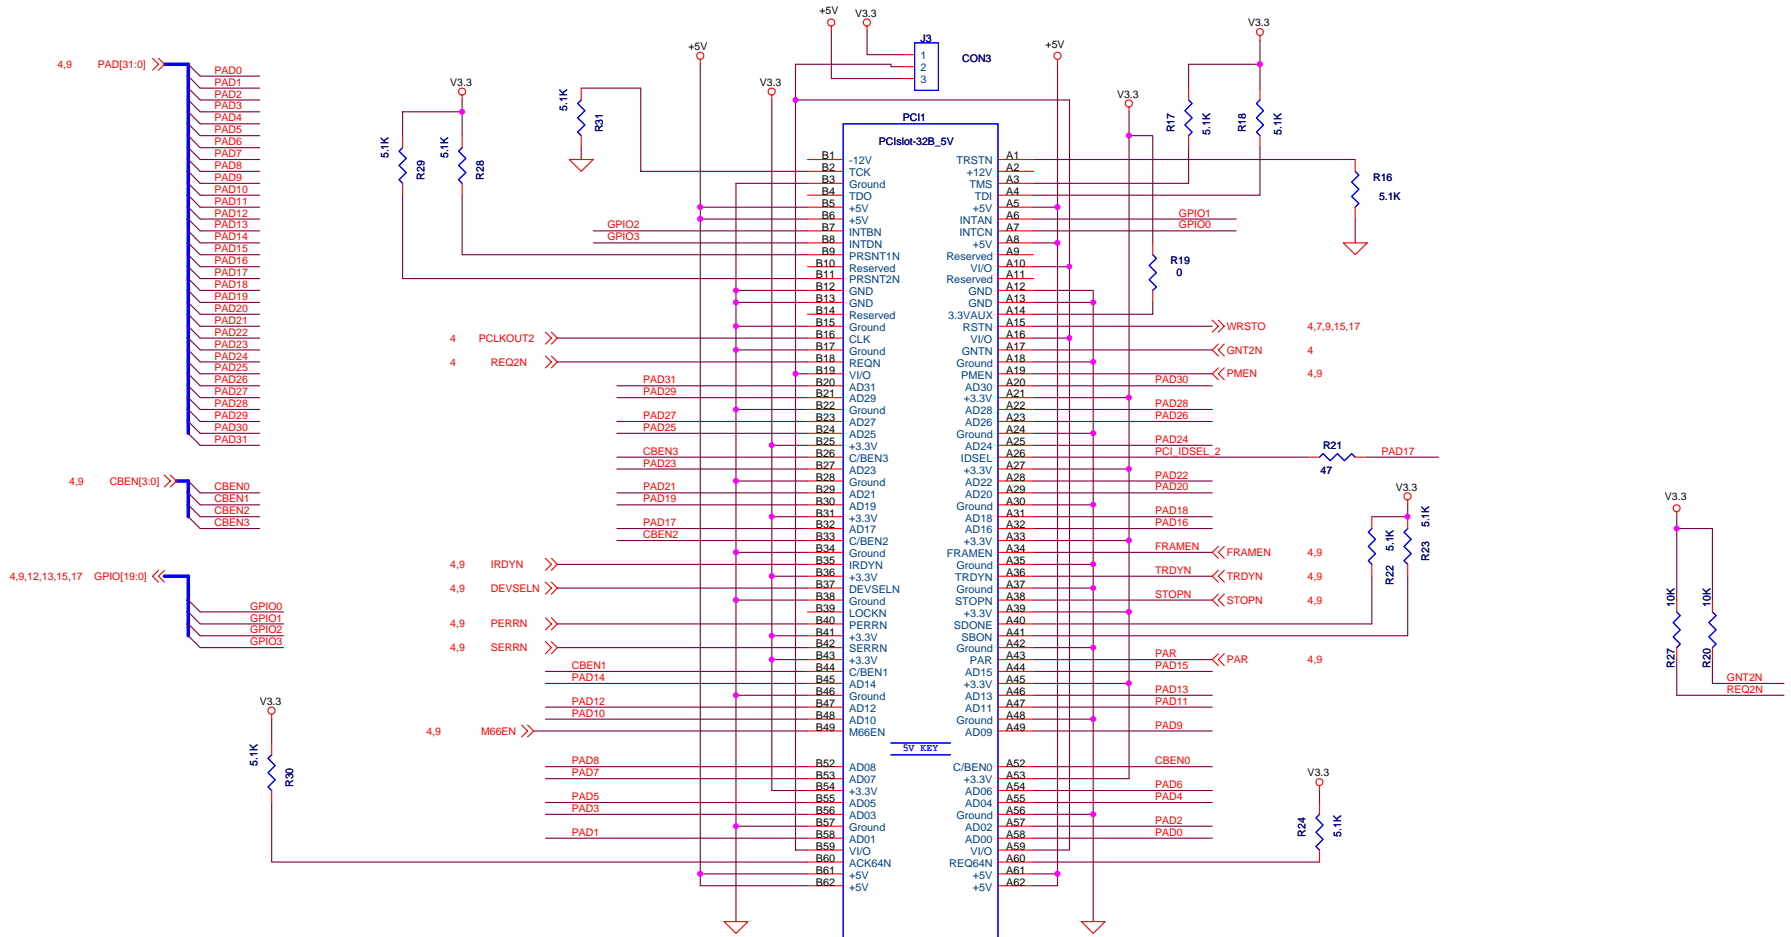 +5V
V3.3
J3
1
2
3
CON3
+5V
+5V
V3.3
4,9 PAD[31:0]
PAD0
PAD1
PAD2
PAD3
PAD4
PAD5
PAD6
PAD7
PAD8
PAD9
PAD10
PAD11
PAD12
PAD13
PAD14
PAD15
PAD16
PAD17
PAD18
PAD19
PAD20
PAD21
PAD22
PAD23
PAD24
PAD25
PAD26
PAD27
PAD28
PAD29
PAD30
PAD31
4,9 CBEN[3:0]
CBEN0
CBEN1
CBEN2
CBEN3
4,9,12,13,15,17 GPIO[19:0]
GPIO0
GPIO1
GPIO2
GPIO3
V3.3
5.1K
R30
V3.3
5.1K
R29
5.1K
R28
5.1K
R31
V3.3
V3.3
R17
5.1K
R18
5.1K
R16
5.1K
R19
0
PCI1
PCIslot-32B_5V
B1 -12V TRSTN A1
B2 TCK +12V A2
B3 Ground TMS A3
B4 TDO TDI A4
B5 +5V +5V A5
B6 +5V INTAN A6 GPIO1
GPIO2 B7 INTBN INTCN A7 GPIO0
GPIO3 B8 INTDN +5V A8
B9 PRSNT1N Reserved A9
B10 Reserved VI/O A10
B11 PRSNT2N Reserved A11
B12 GND GND A12
B13 GND GND A13
B14 Reserved 3.3VAUX A14
B15 Ground RSTN A15 WRSTO 4,7,9,15,17
4 PCLKOUT2 B16 CLK VI/O A16
B17 Ground GNTN A17 GNT2N 4
4 REQ2N B18 REQN Ground A18
B19 VI/O PMEN A19 PMEN 4,9
PAD31 B20 AD31 AD30 A20 PAD30
PAD29 B21 AD29 +3.3V A21
B22 Ground AD28 A22 PAD28
PAD27 B23 AD27 AD26 A23 PAD26
PAD25 B24 AD25 Ground A24
B25 +3.3V AD24 A25 PAD24
CBEN3 B26 C/BEN3 IDSEL A26 PCI_IDSEL_2 R21 47 PAD17
PAD23 B27 AD23 +3.3V A27
B28 Ground AD22 A28 PAD22
PAD21 B29 AD21 AD20 A29 PAD20
PAD19 B30 AD19 Ground A30
B31 +3.3V AD18 A31 PAD18
PAD17 B32 AD17 AD16 A32 PAD16
CBEN2 B33 C/BEN2 +3.3V A33
B34 Ground FRAMEN A34 FRAMEN FRAMEN 4,9
4,9 IRDYN B35 IRDYN Ground A35
B36 +3.3V TRDYN A36 TRDYN TRDYN 4,9
4,9 DEVSELN B37 DEVSELN Ground A37
B38 Ground STOPN A38 STOPN STOPN 4,9
B39 LOCKN +3.3V A39
4,9 PERRN B40 PERRN SDONE A40
B41 +3.3V SBON A41
4,9 SERRN B42 SERRN Ground A42
B43 +3.3V PAR A43 PAR PAR 4,9
CBEN1 B44 C/BEN1 AD15 A44 PAD15
PAD14 B45 AD14 +3.3V A45
B46 Ground AD13 A46 PAD13
PAD12 B47 AD12 AD11 A47 PAD11
PAD10 B48 AD10 Ground A48
4,9 M66EN B49 M66EN AD09 A49 PAD9
5V KEY
PAD8 B52 AD08 C/BEN0 A52 CBEN0
PAD7 B53 AD07 +3.3V A53
B54 +3.3V AD06 A54 PAD6
PAD5 B55 AD05 AD04 A55 PAD4
PAD3 B56 AD03 Ground A56
B57 Ground AD02 A57 PAD2
PAD1 B58 AD01 AD00 A58 PAD0
B59 VI/O VI/O A59
B60 ACK64N REQ64N A60
B61 +5V +5V A61
B62 +5V +5V A62
V3.3
5.1K
R22
5.1K
R23
V3.3
R24
5.1K
V3.3
10K
R27
10K
R20
GNT2N
REQ2N
V3.3